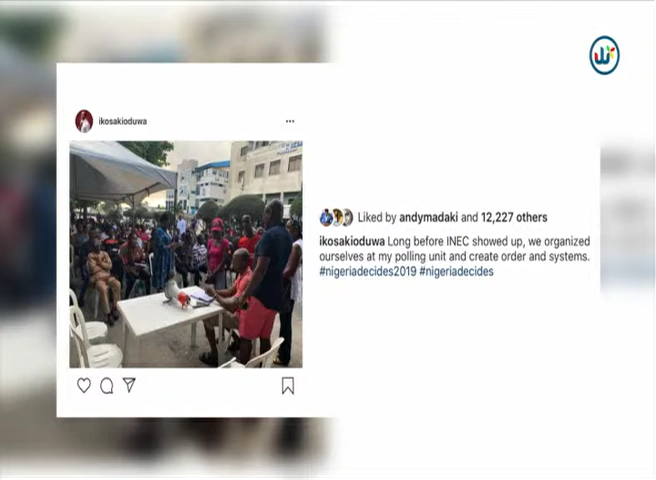 ikosakioduwa
Liked by andymadaki and 12,227 others
ikosakioduwa Long before INEC showed up, we organized
ourselves at my polling unit and create order and systems.
#nigeriadecides2019 #nigeriadecides